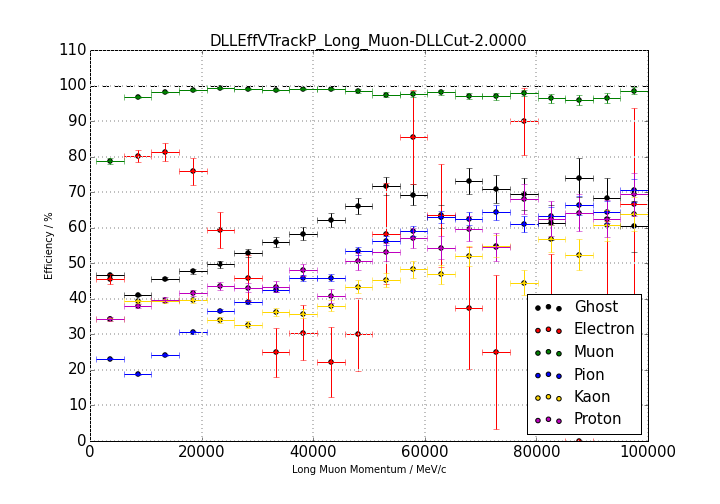 DLLEffVTrackP_Long_Muon-DLLCut-2.0000
110
100
90
80
70
60
50
40
30
20
10
0
Efficiency / %
0 20000 40000 60000 80000 100000
Long Muon Momentum / MeV/c
Ghost
Electron
Muon
Pion
Kaon
Proton